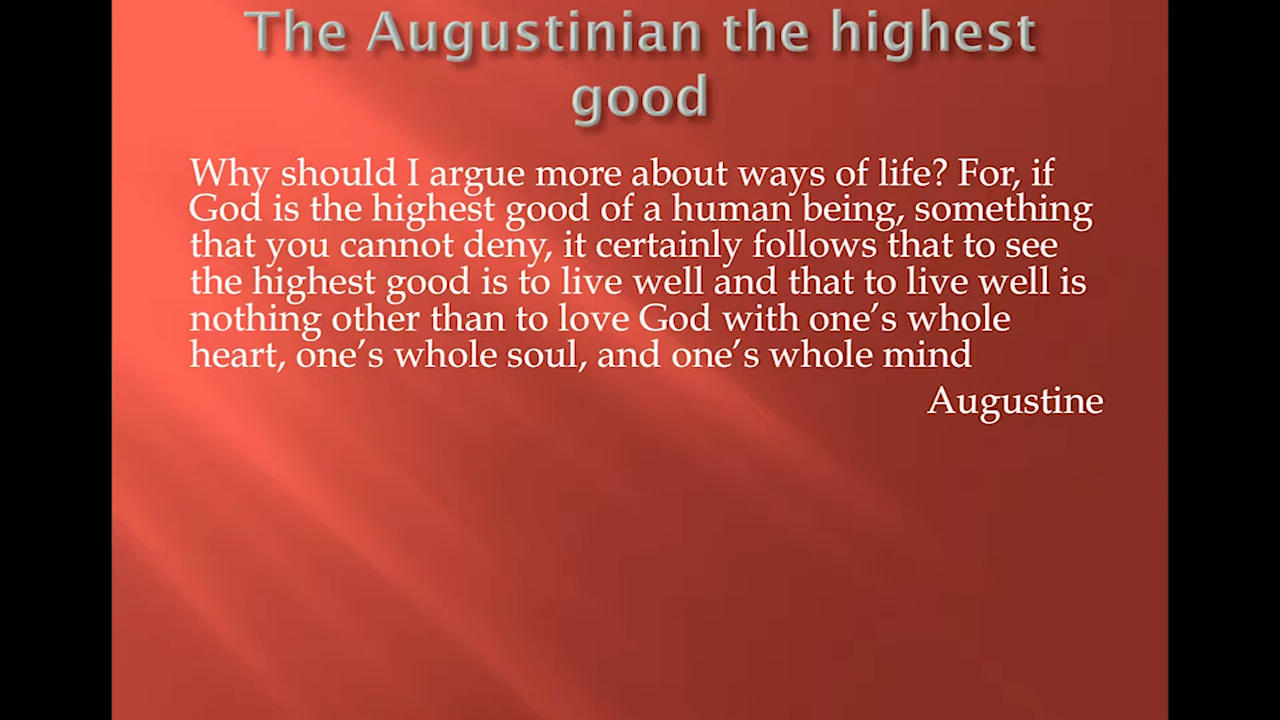 The Augustinian the highest
good
Why should I argue more about ways of life? For, if
God is the highest good of a human being, something
that you cannot deny, it certainly follows that to see
the highest good is to live well and that to live well is
nothing other than to love God with one’s whole
heart, one’s whole soul, and one’s whole mind
Augustine